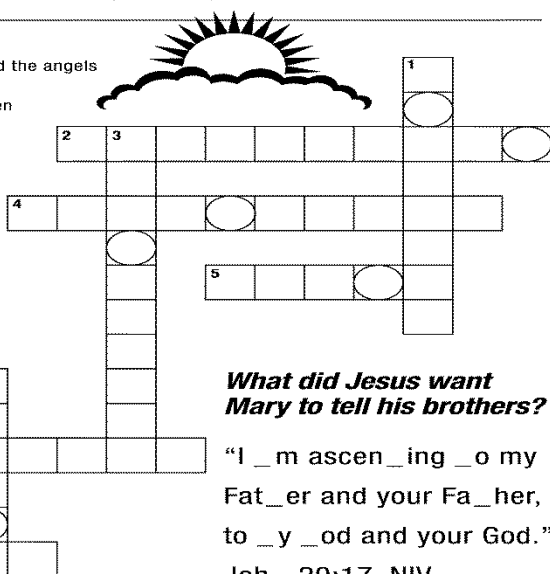 d the angels
en
1
2 3
4
5
What did Jesus want
Mary to tell his brothers?
“I _ m ascen_ing _o my
Fat_er and your Fa_her,
to _y _od and your God.”